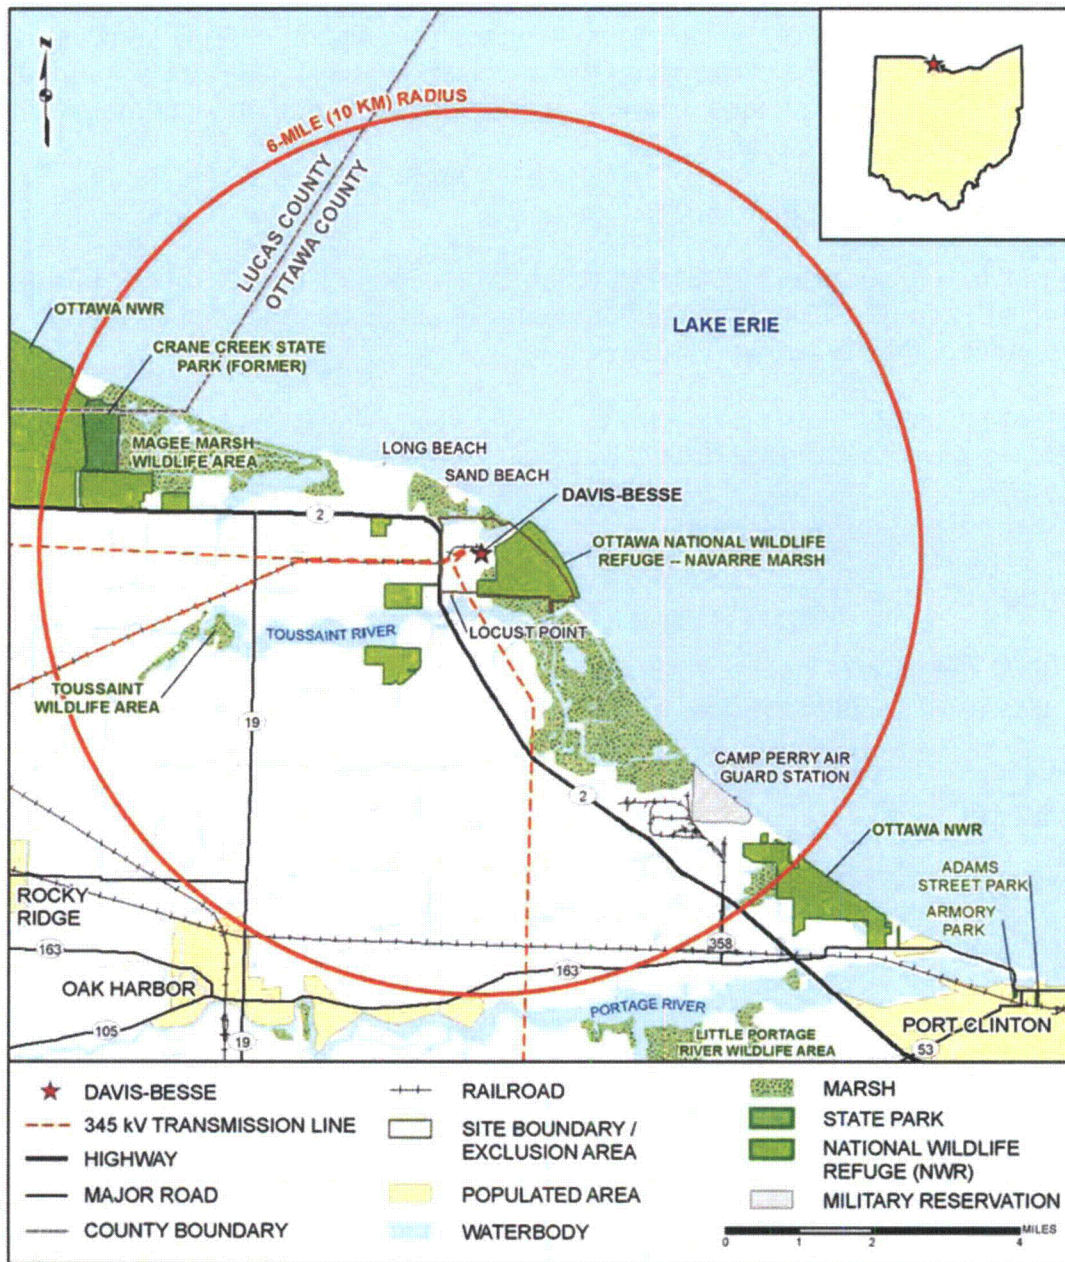 N
6-MILE (10 KM) RADIUS
LUCAS COUNTY
OTTAWA COUNTY
OTTAWA NWR
CRANE CREEK STATE
PARK (FORMER)
LAKE ERIE
MAGEE MARSH
WILDLIFE AREA
LONG BEACH
SAND BEACH
DAVIS-BESSE
2
OTTAWA NATIONAL WILDLIFE
REFUGE -- NAVARRE MARSH
TOUSSAINT RIVER
LOCUST POINT
TOUSSAINT
WILDLIFE AREA
19
CAMP PERRY AIR
GUARD STATION
2
OTTAWA NWR
ROCKY
RIDGE
ADAMS
STREET PARK
ARMORY
PARK
163
358
163
OAK HARBOR
PORTAGE RIVER
105
19
LITTLE PORTAGE
RIVER WILDLIFE AREA
PORT CLINTON
53
DAVIS-BESSE
345 kV TRANSMISSION LINE
HIGHWAY
MAJOR ROAD
COUNTY BOUNDARY
RAILROAD
SITE BOUNDARY /
EXCLUSION AREA
POPULATED AREA
WATERBODY
MARSH
STATE PARK
NATIONAL WILDLIFE
REFUGE (NWR)
MILITARY RESERVATION
MILES
0 1 2 4